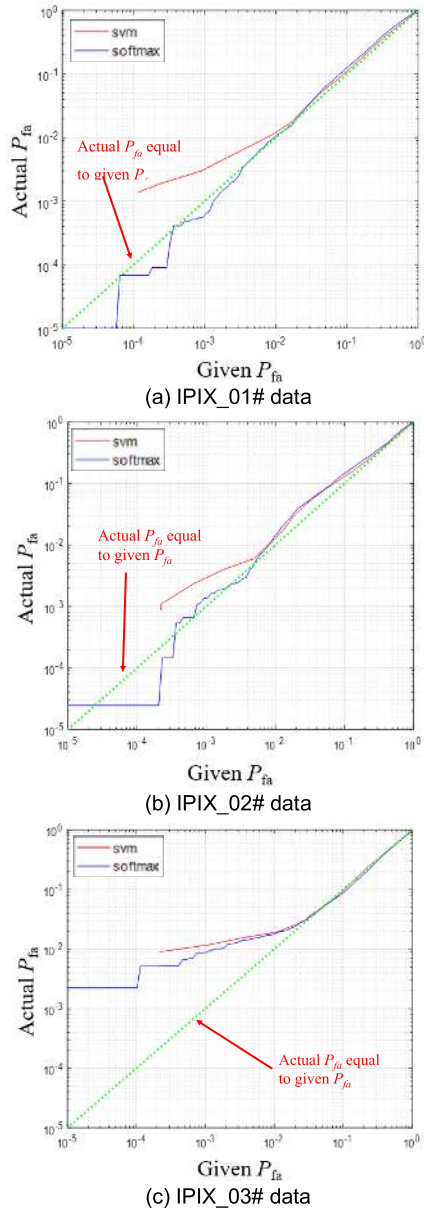 svm
softmax
10⁰
10⁻¹
10⁻²
10⁻³
10⁻⁴
10⁻⁵
Actual P_fa
Actual P_fa equal
to given P
10⁻⁵ 10⁻⁴ 10⁻³ 10⁻² 10⁻¹ 10⁰
Given P_fa
(a) IPIX_01# data
svm
softmax
10⁰
10⁻¹
10⁻²
10⁻³
10⁻⁴
10⁻⁵
Actual P_fa
Actual P_fa equal
to given P_fa
10⁻⁵ 10⁻⁴ 10⁻³ 10⁻² 10⁻¹ 10⁰
Given P_fa
(b) IPIX_02# data
svm
softmax
10⁰
10⁻¹
10⁻²
10⁻³
10⁻⁴
10⁻⁵
Actual P_fa
Actual P_fa equal
to given P_fa
10⁻⁵ 10⁻⁴ 10⁻³ 10⁻² 10⁻¹ 10⁰
Given P_fa
(c) IPIX_03# data